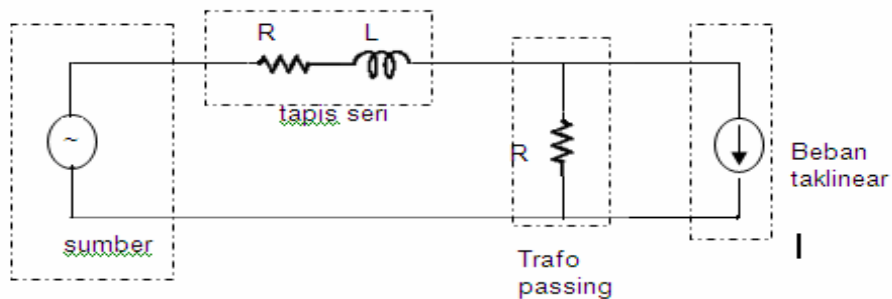 R L
tapis seri
~
R
Beban
taklinear
sumber
Trafo
passing
I